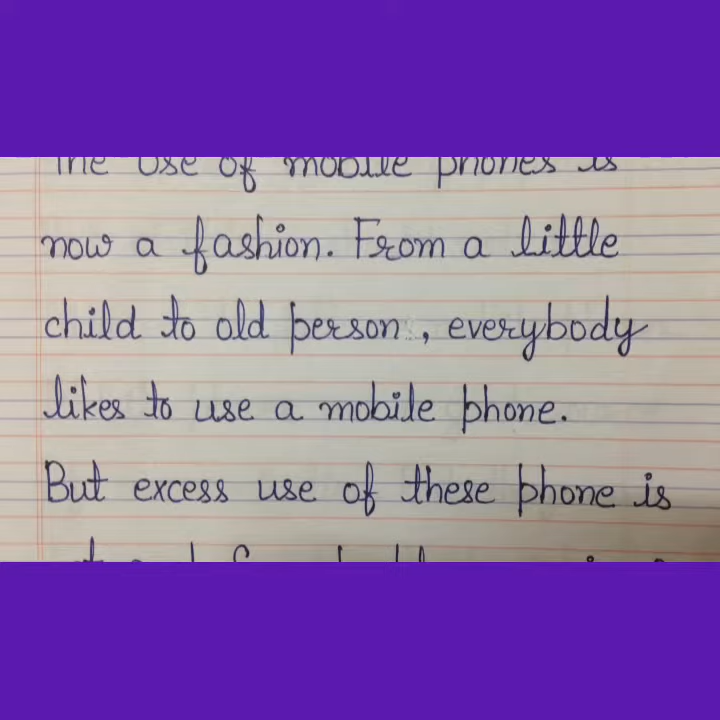 The use of mobile phones is
now a fashion. From a little
child to old person, everybody
likes to use a mobile phone.
But excess use of these phone is